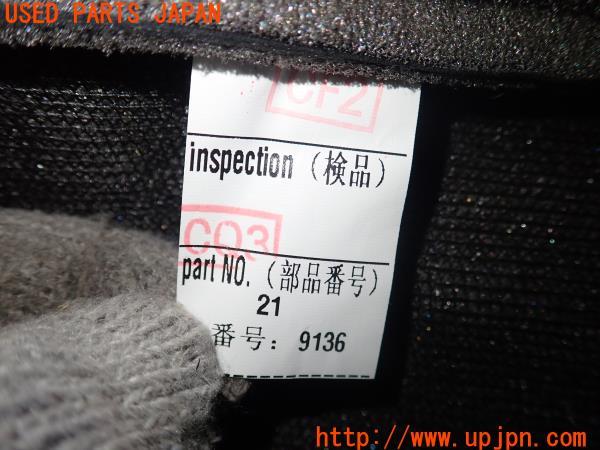 USED PARTS JAPAN
CF2
inspection (検品)
CQ3
part NO. (部品番号)
21
番号: 9136
http://www.upjpn.com